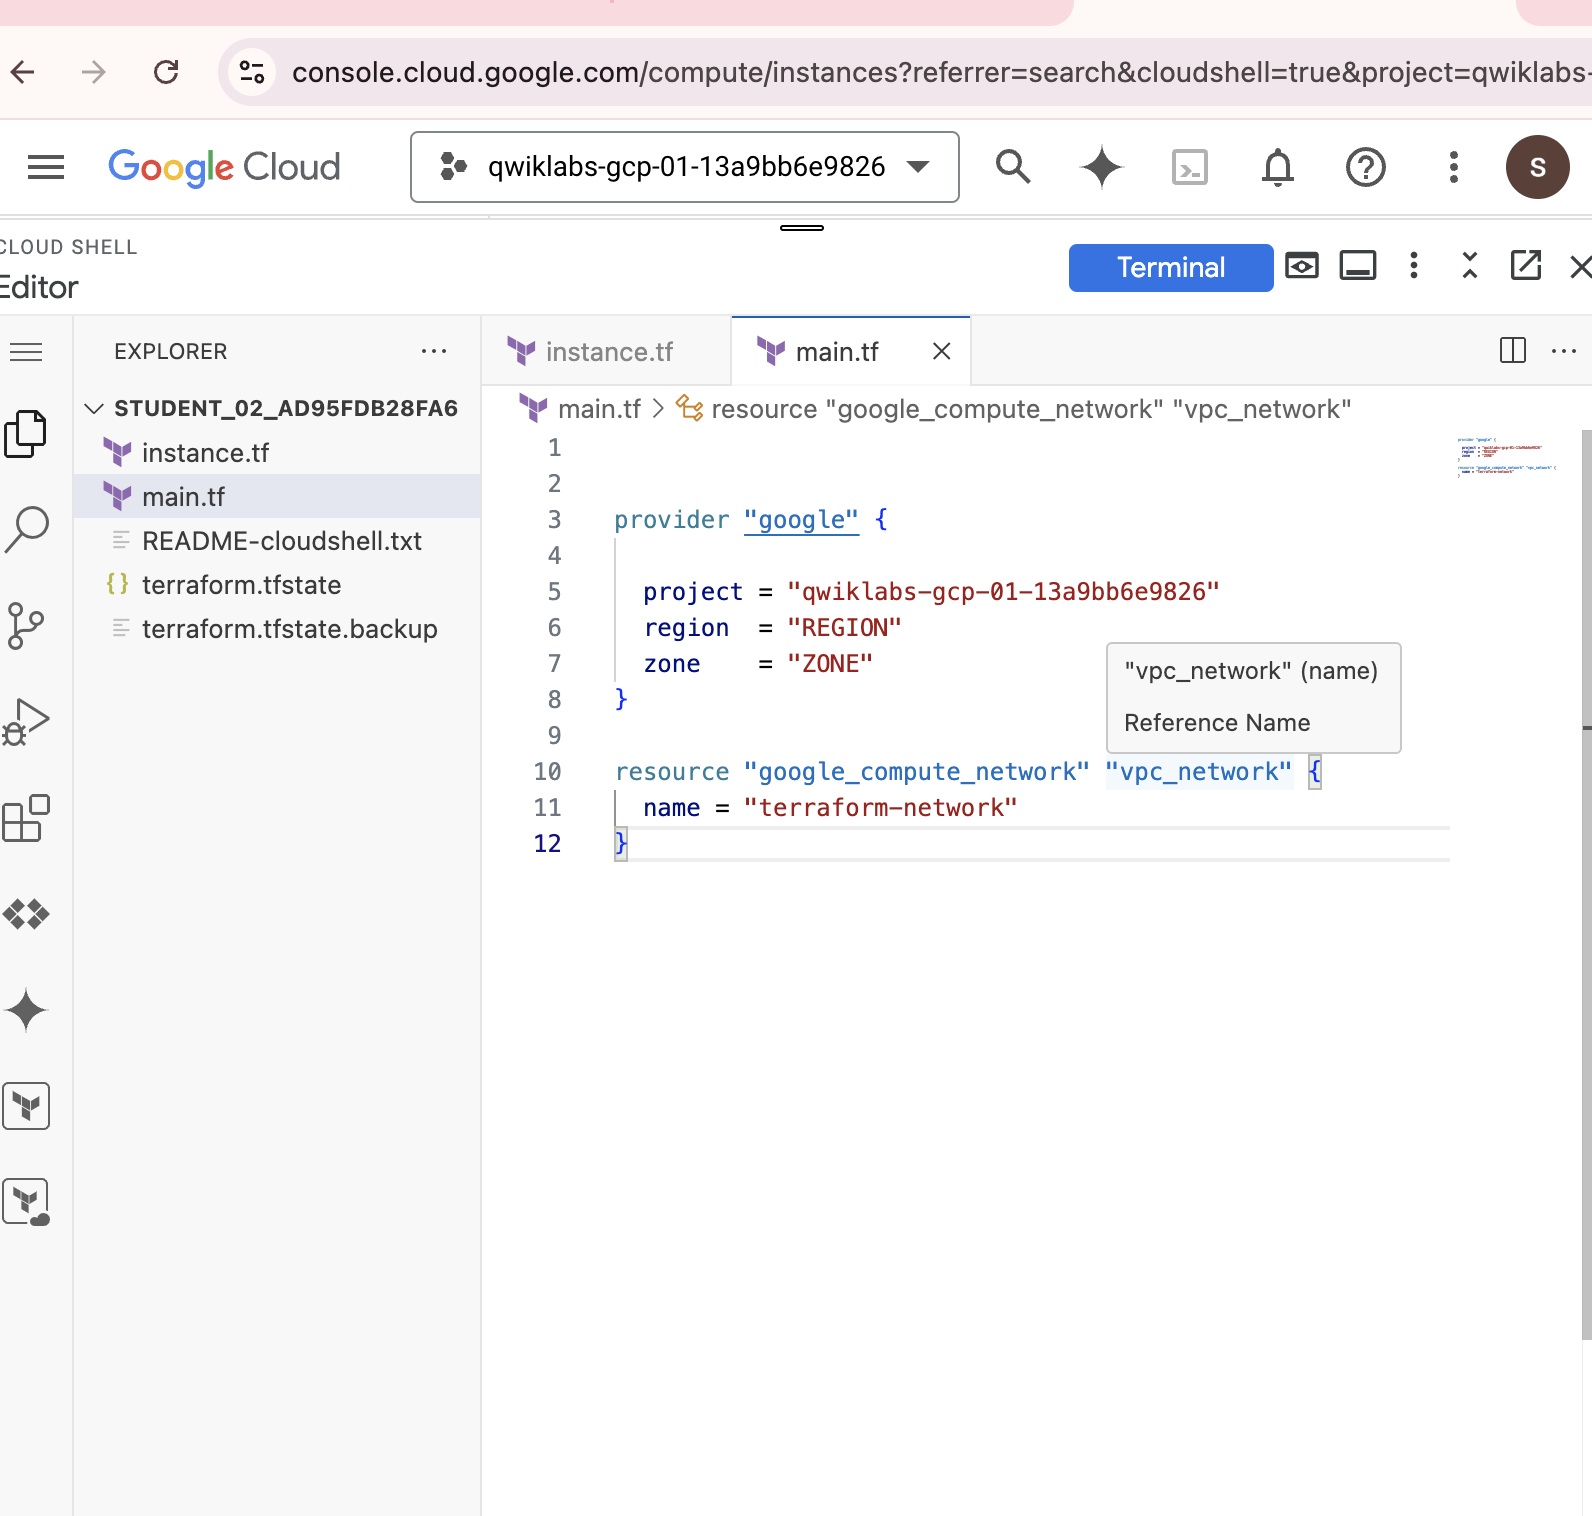 console.cloud.google.com/compute/instances?referrer=search&cloudshell=true&project=qwiklabs-
Google Cloud
qwiklabs-gcp-01-13a9bb6e9826
S
CLOUD SHELL
Editor
Terminal
EXPLORER
STUDENT_02_AD95FDB28FA6
instance.tf
main.tf
README-cloudshell.txt
{} terraform.tfstate
terraform.tfstate.backup
instance.tf
main.tf
main.tf > resource "google_compute_network" "vpc_network"
1
2
3 provider "google" {
4
5 project = "qwiklabs-gcp-01-13a9bb6e9826"
6 region = "REGION"
7 zone = "ZONE"
8 }
9
10 resource "google_compute_network" "vpc_network" {
11 name = "terraform-network"
12 }
"vpc_network" (name)
Reference Name